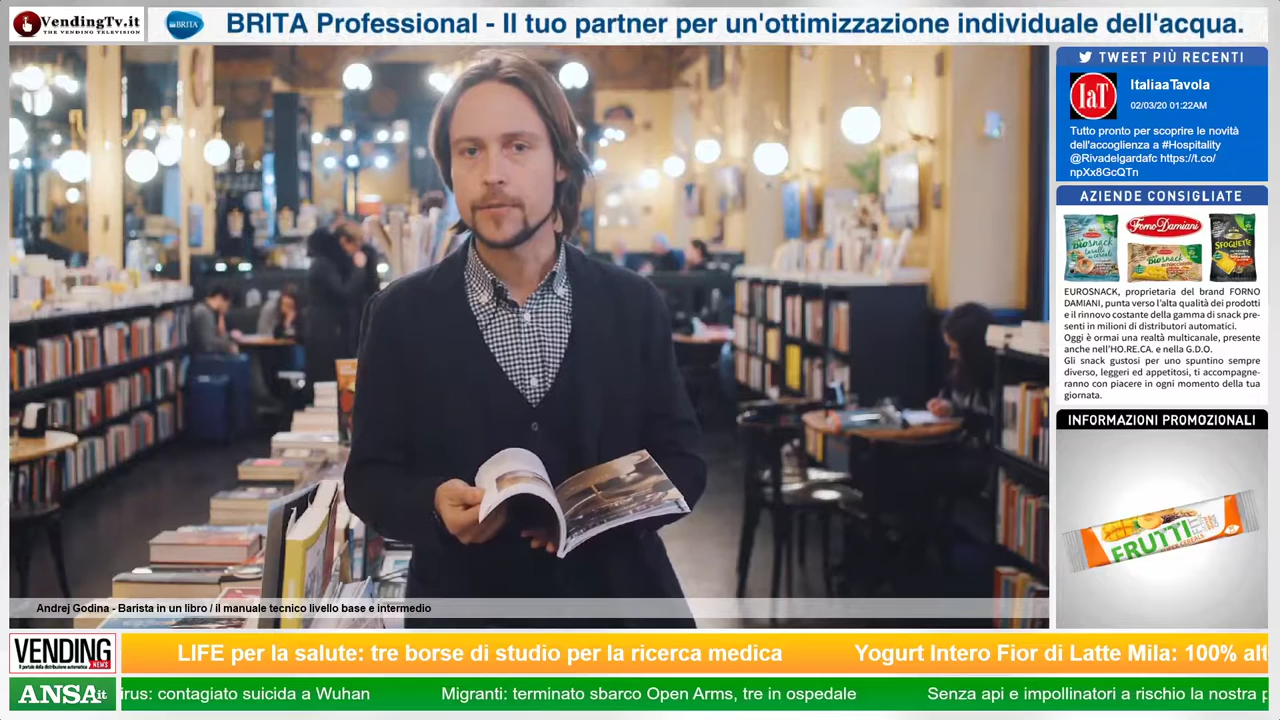 VendingTv.it
THE VENDING TELEVISION
BRITA
BRITA Professional - Il tuo partner per un'ottimizzazione individuale dell'acqua.
TWEET PIÙ RECENTI
IaT
ItaliaaTavola
02/03/20 01:22AM
Tutto pronto per scoprire le novità
dell'accoglienza a #Hospitality
@Rivadelgardafc https://t.co/
npXx8GcQTn
AZIENDE CONSIGLIATE
Forno Damiani
Biosnack
Biosnack
SFOGLIETTE
EUROSNACK, proprietaria del brand FORNO
DAMIANI, punta verso l'alta qualità dei prodotti
e il rinnovo costante della gamma di snack pre-
senti in milioni di distributori automatici.
Oggi è ormai una realtà multicanale, presente
anche nell'HO.RE.CA. e nella G.D.O.
Gli snack gustosi per uno spuntino sempre
diverso, leggeri ed appetitosi, ti accompagne-
ranno con piacere in ogni momento della tua
giornata.
INFORMAZIONI PROMOZIONALI
FRUTTI
Andrej Godina - Barista in un libro / il manuale tecnico livello base e intermedio
VENDING
NEWS
Il portale della distribuzione automatica
LIFE per la salute: tre borse di studio per la ricerca medica
Yogurt Intero Fior di Latte Mila: 100% alt
ANSA.it
irus: contagiato suicida a Wuhan
Migranti: terminato sbarco Open Arms, tre in ospedale
Senza api e impollinatori a rischio la nostra p